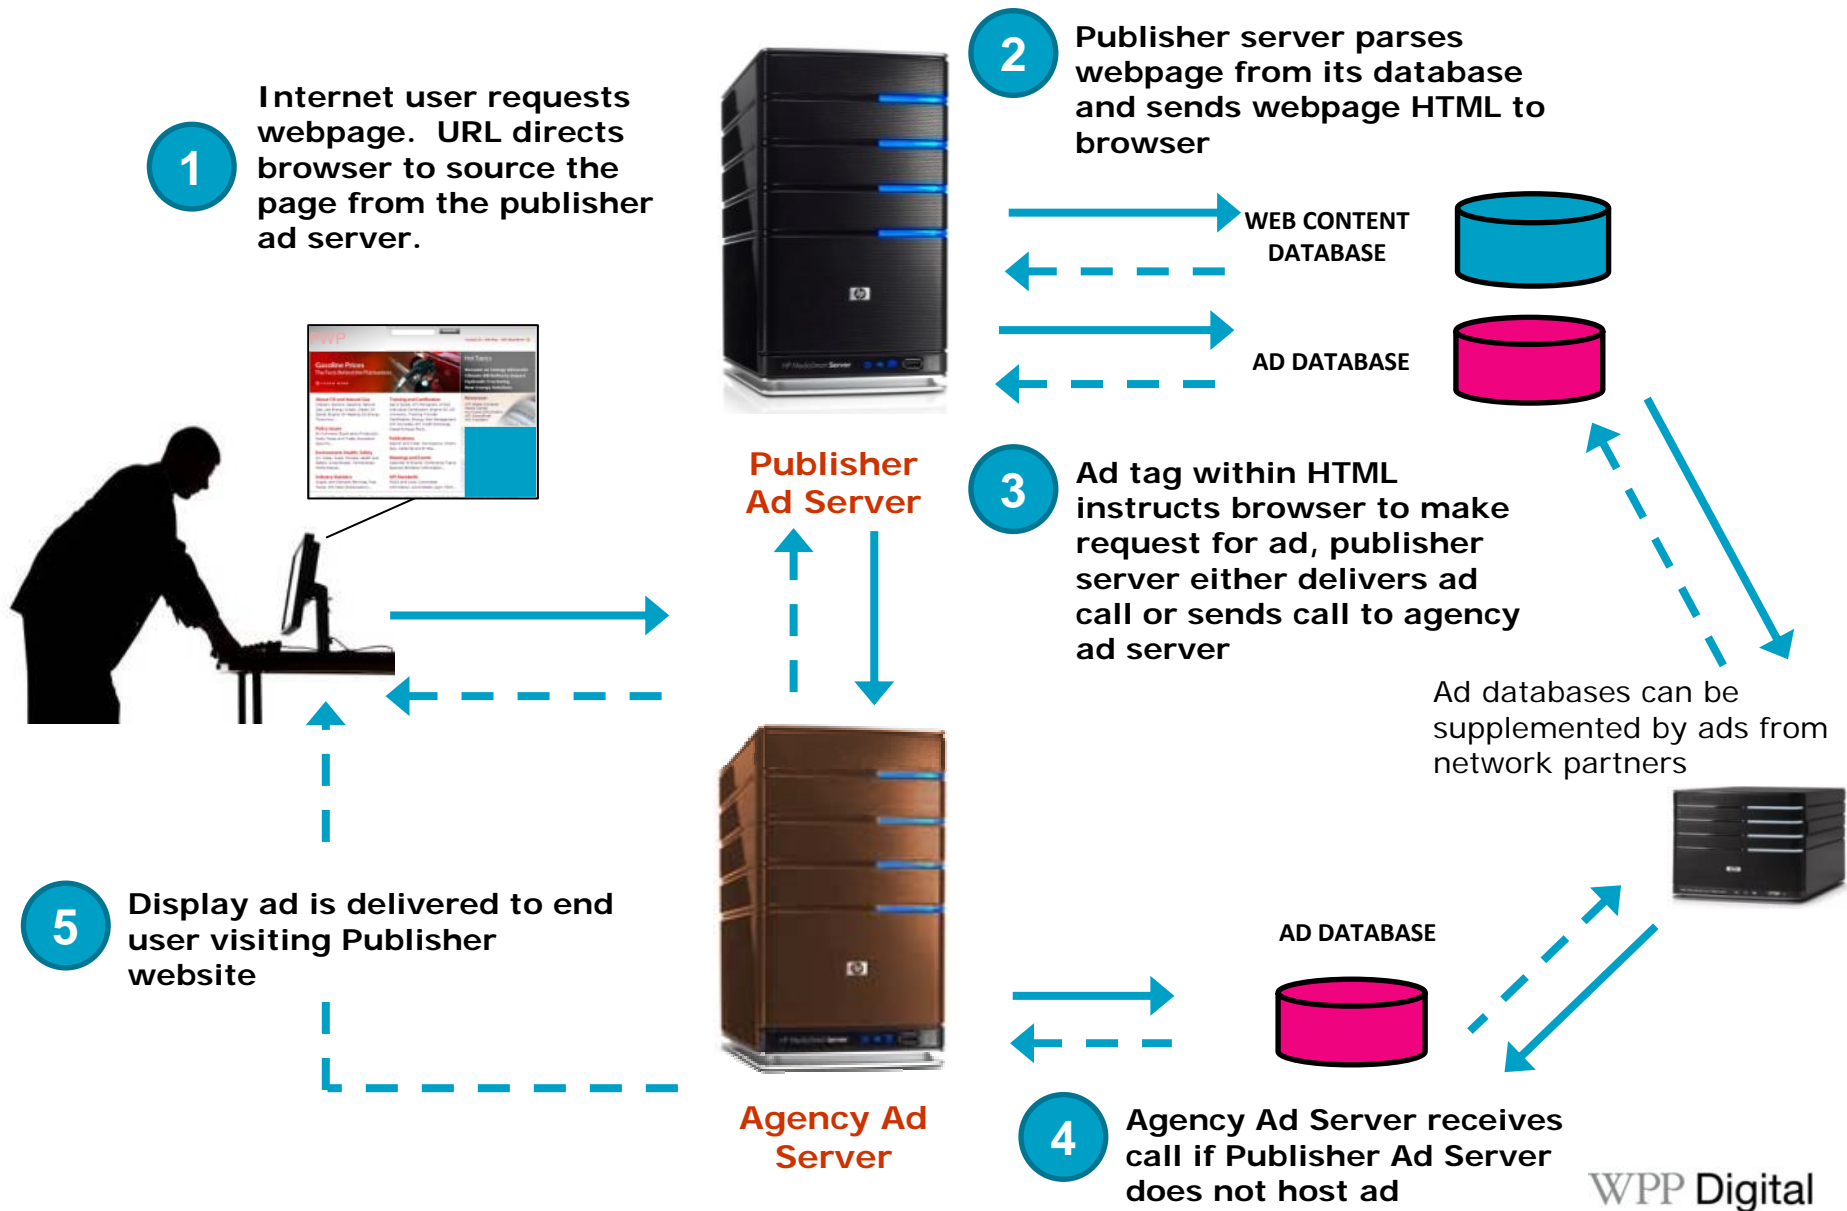 1
Internet user requests
webpage. URL directs
browser to source the
page from the publisher
ad server.
2
Publisher server parses
webpage from its database
and sends webpage HTML to
browser
WEB CONTENT
DATABASE
AD DATABASE
Gasoline Prices
Hot Topics
Publisher
Ad Server
3
Ad tag within HTML
instructs browser to make
request for ad, publisher
server either delivers ad
call or sends call to agency
ad server
Ad databases can be
supplemented by ads from
network partners
5
Display ad is delivered to end
user visiting Publisher
website
AD DATABASE
Agency Ad
Server
4
Agency Ad Server receives
call if Publisher Ad Server
does not host ad
WPP Digital